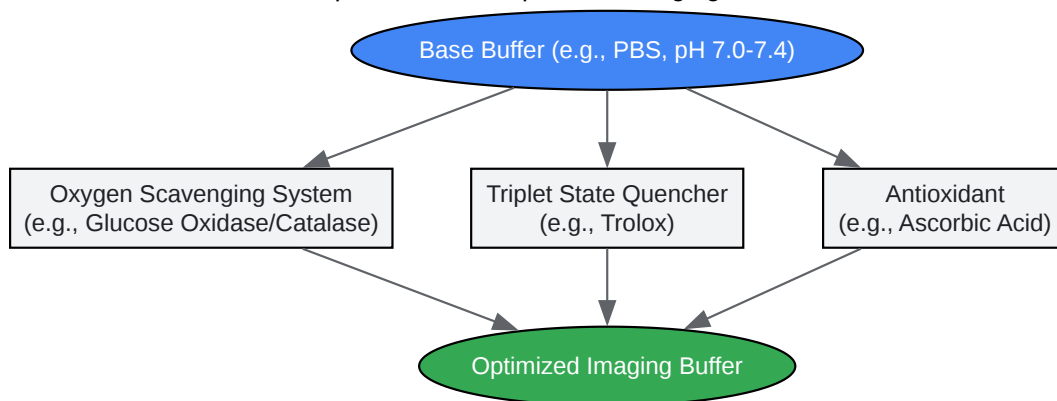 Base Buffer (e.g., PBS, pH 7.0-7.4)
Oxygen Scavenging System
(e.g., Glucose Oxidase/Catalase)
Triplet State Quencher
(e.g., Trolox)
Antioxidant
(e.g., Ascorbic Acid)
Optimized Imaging Buffer